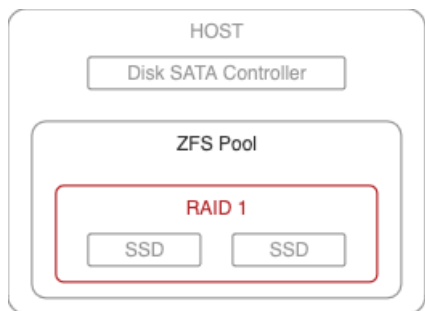 HOST
Disk SATA Controller
ZFS Pool
RAID 1
SSD SSD